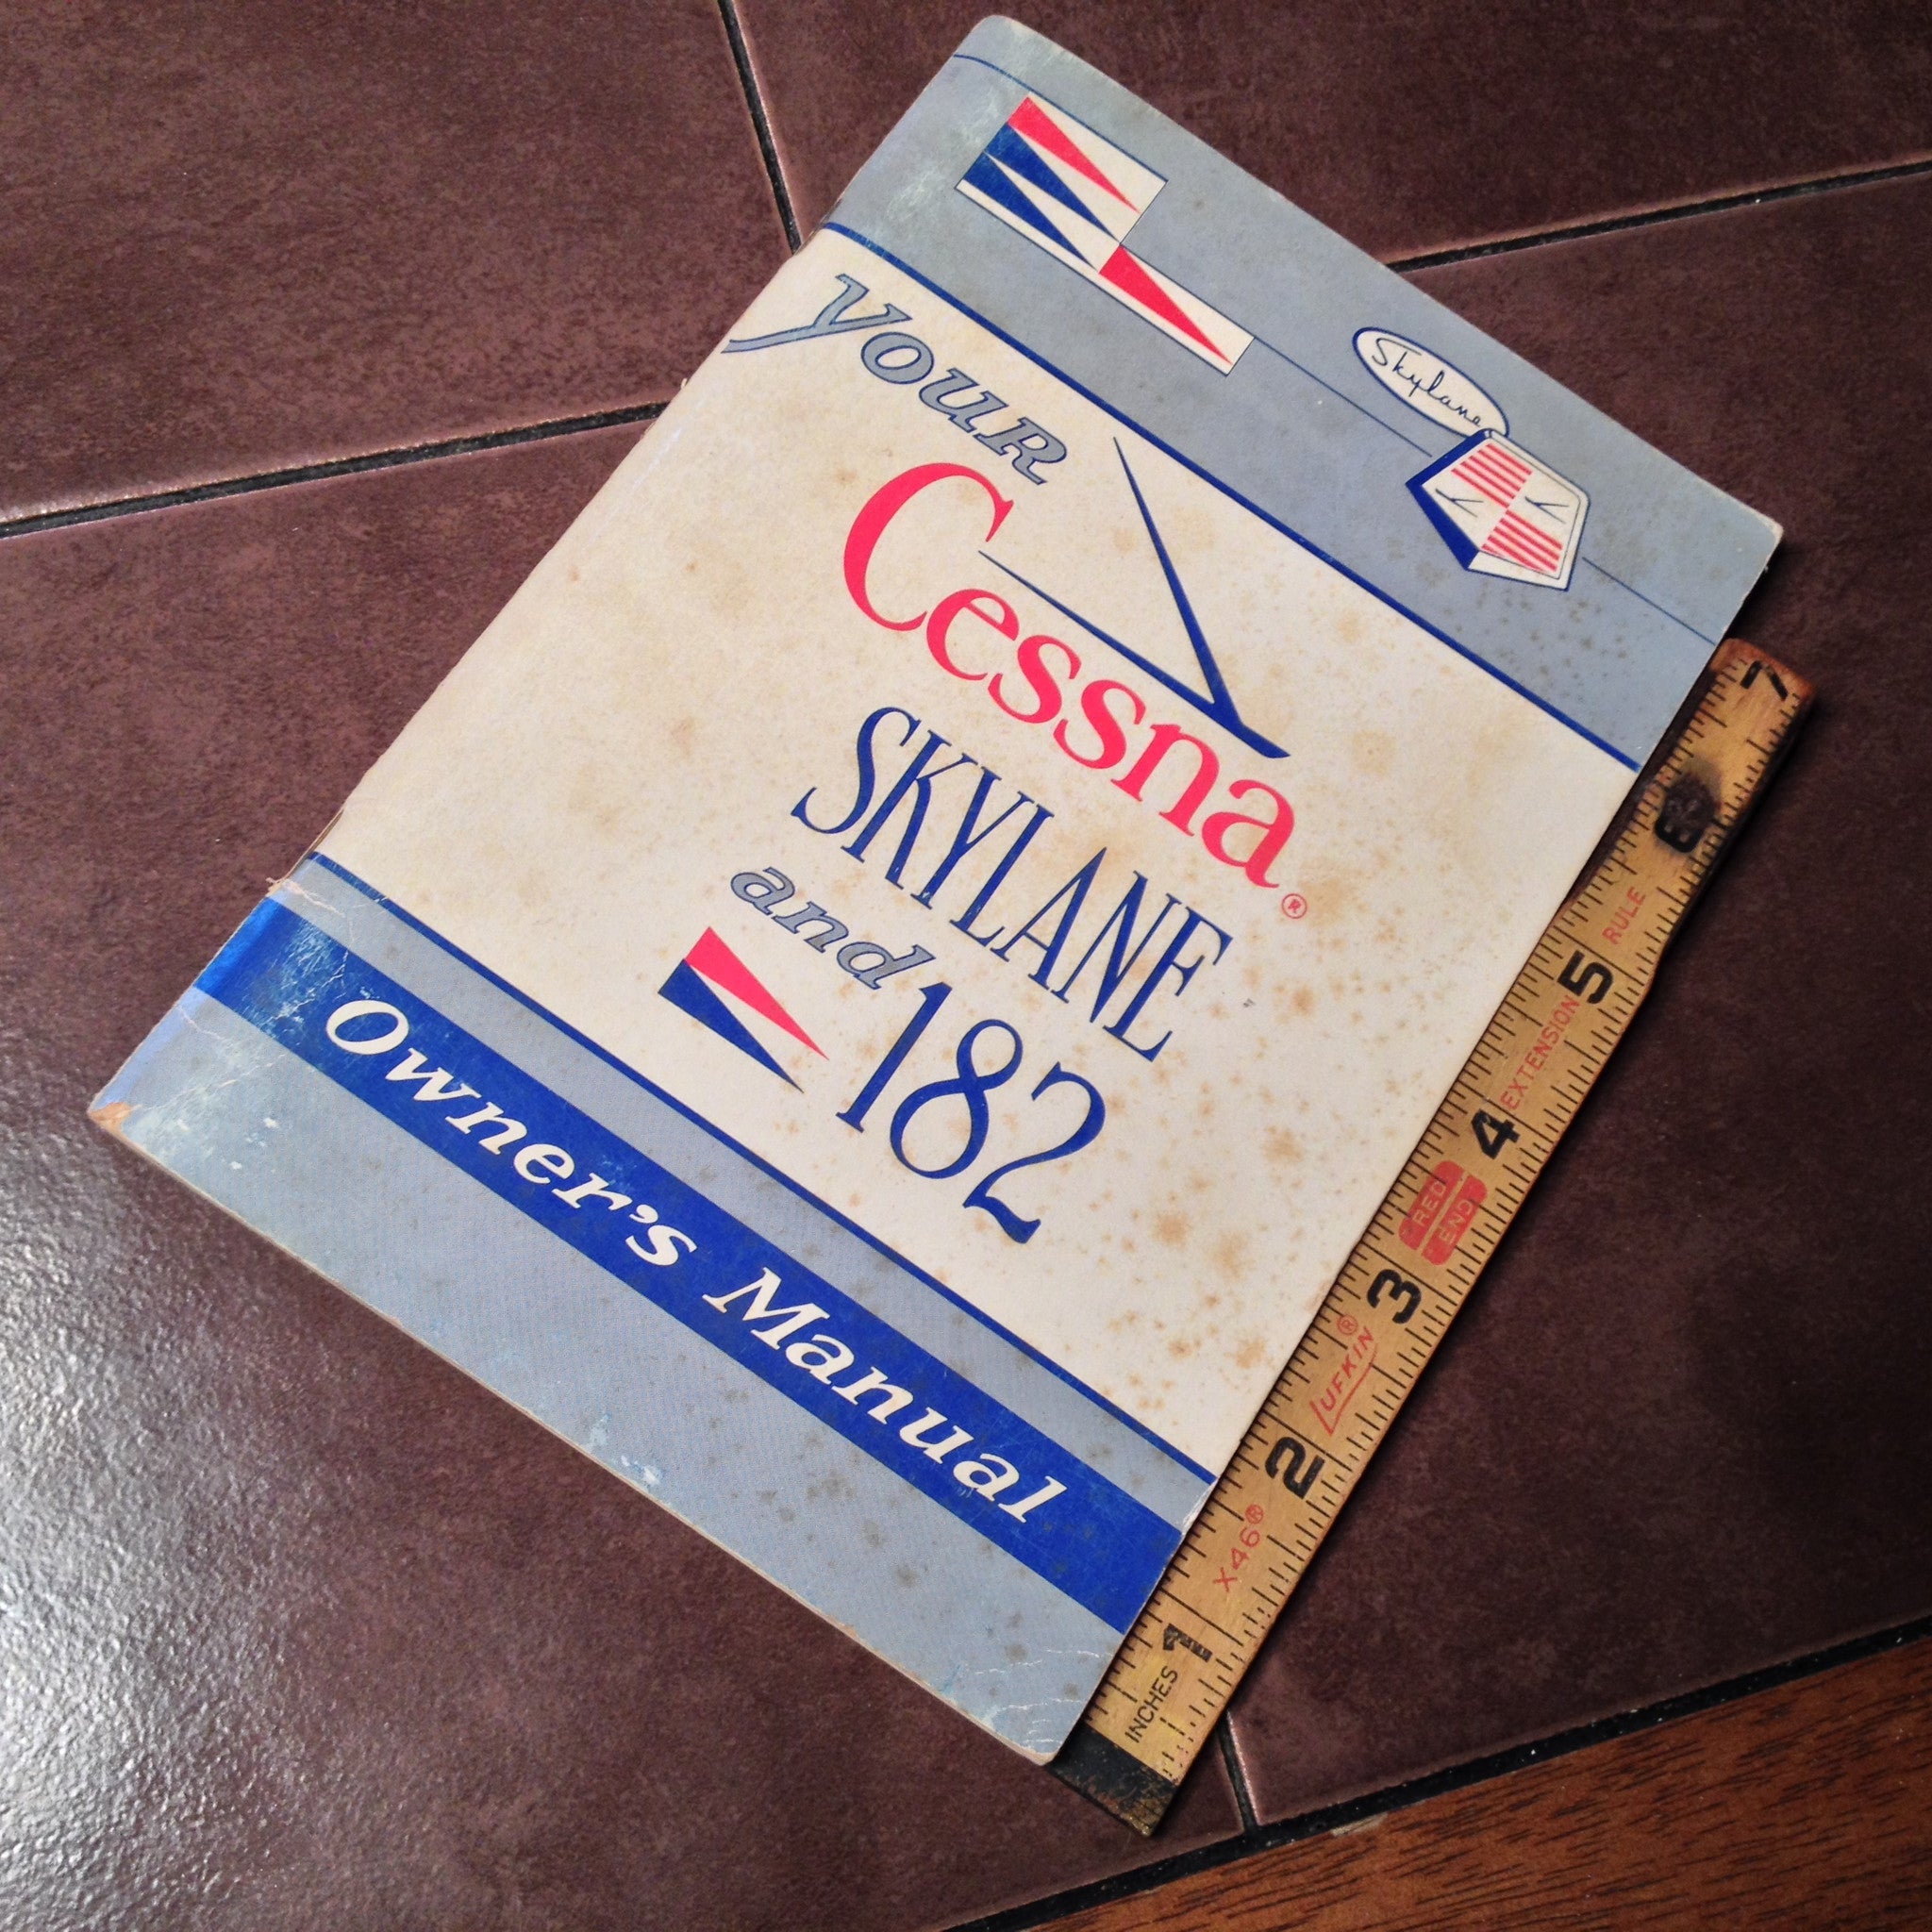 Skylane
your
Cessna®
SKYLANE
and 182
Owner's Manual
INCHES 1 X46® 2 LUFKIN® 3 RED END 4 EXTENSION 5 RULE 6 7